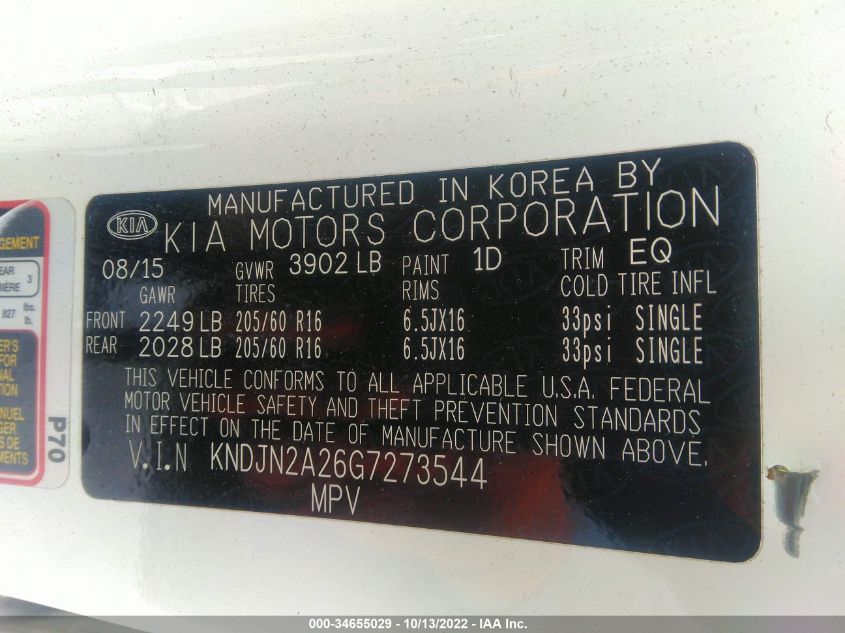 MANUFACTURED IN KOREA BY
KIA KIA MOTORS CORPORATION
08/15 GVWR 3902 LB PAINT 1D TRIM EQ
GAWR TIRES RIMS COLD TIRE INFL
FRONT 2249 LB 205/60 R16 6.5JX16 33psi SINGLE
REAR 2028 LB 205/60 R16 6.5JX16 33psi SINGLE
THIS VEHICLE CONFORMS TO ALL APPLICABLE U.S.A. FEDERAL
MOTOR VEHICLE SAFETY AND THEFT PREVENTION STANDARDS
IN EFFECT ON THE DATE OF MANUFACTURE SHOWN ABOVE.
V.I.N KNDJN2A26G7273544
MPV
3
827 lbs.
lb.
P70
000-34655029 - 10/13/2022 - IAA Inc.